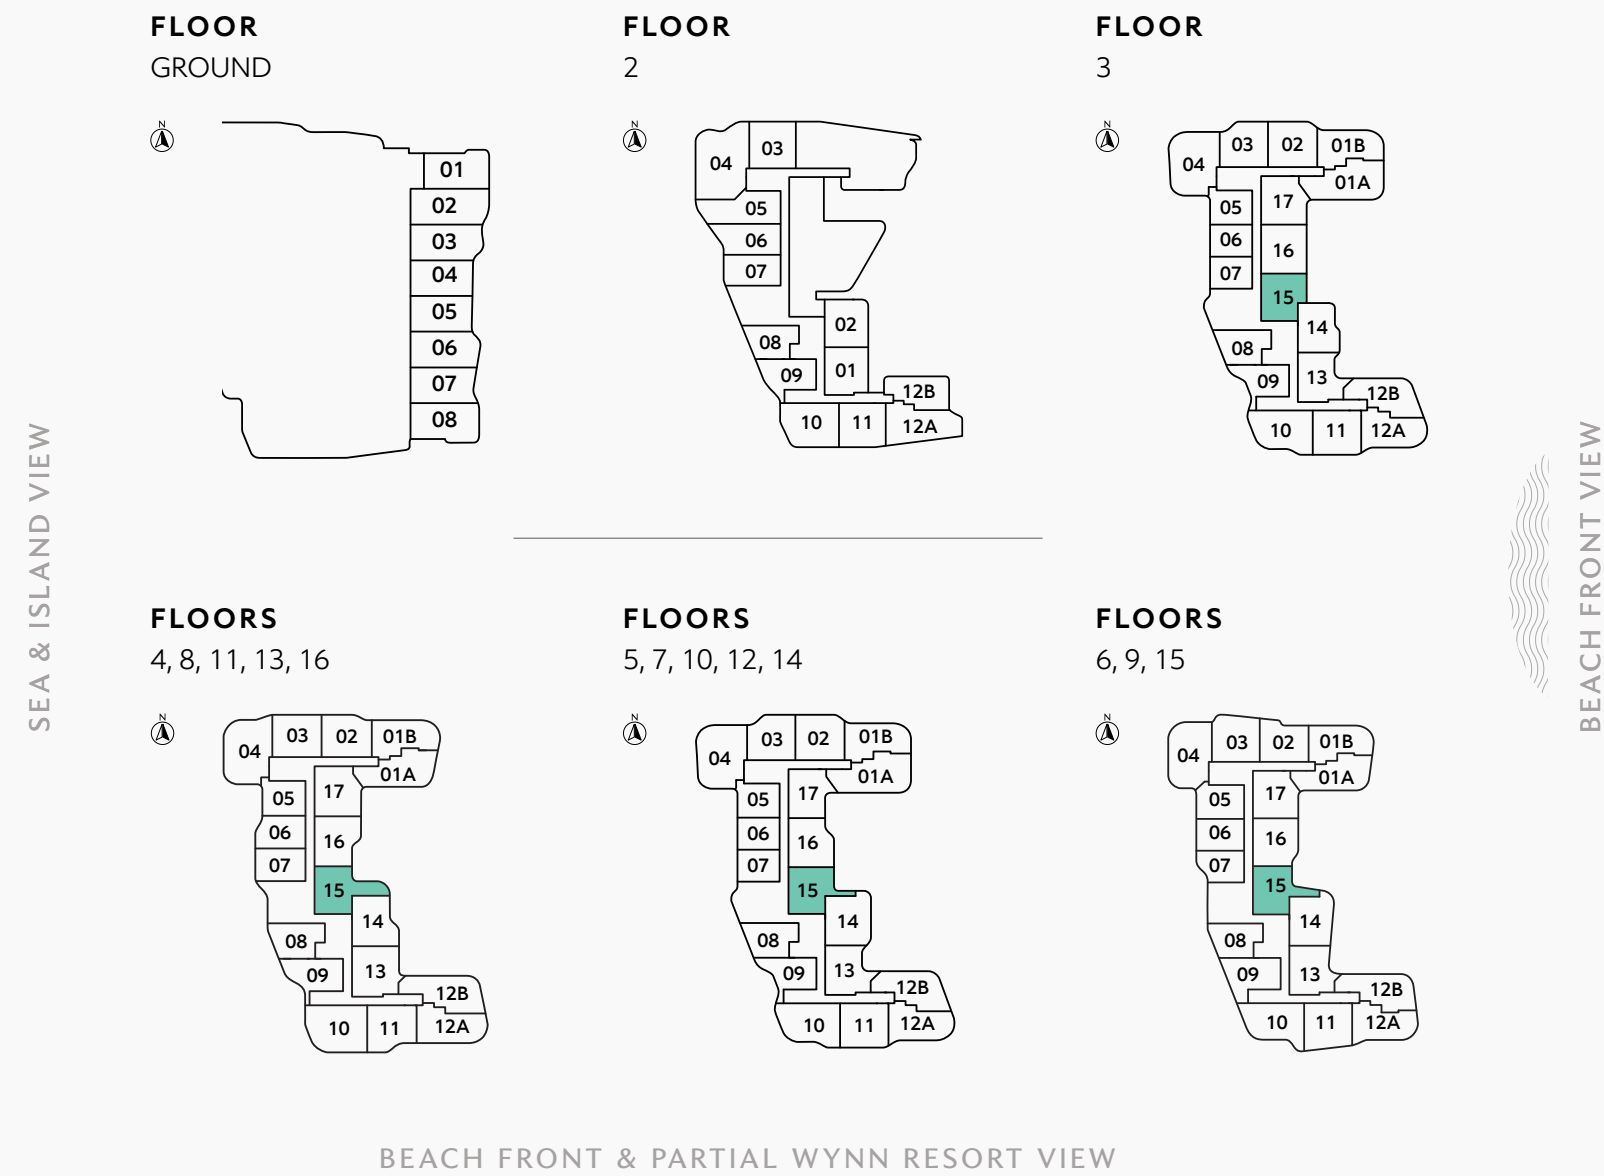 FLOOR
GROUND
N
01
02
03
04
05
06
07
08
FLOOR
2
N
03
04
05
06
07
02
08
01
09
12B
10
11
12A
FLOOR
3
N
03
02
01B
04
01A
05
17
06
16
07
15
14
08
13
09
12B
10
11
12A
SEA & ISLAND VIEW
BEACH FRONT VIEW
FLOORS
4, 8, 11, 13, 16
N
03
02
01B
04
01A
05
17
06
16
07
15
14
08
13
09
12B
10
11
12A
FLOORS
5, 7, 10, 12, 14
N
03
02
01B
04
01A
05
17
06
16
07
15
14
08
13
09
12B
10
11
12A
FLOORS
6, 9, 15
N
03
02
01B
04
01A
05
17
06
16
07
15
14
08
13
09
12B
10
11
12A
BEACH FRONT & PARTIAL WYNN RESORT VIEW